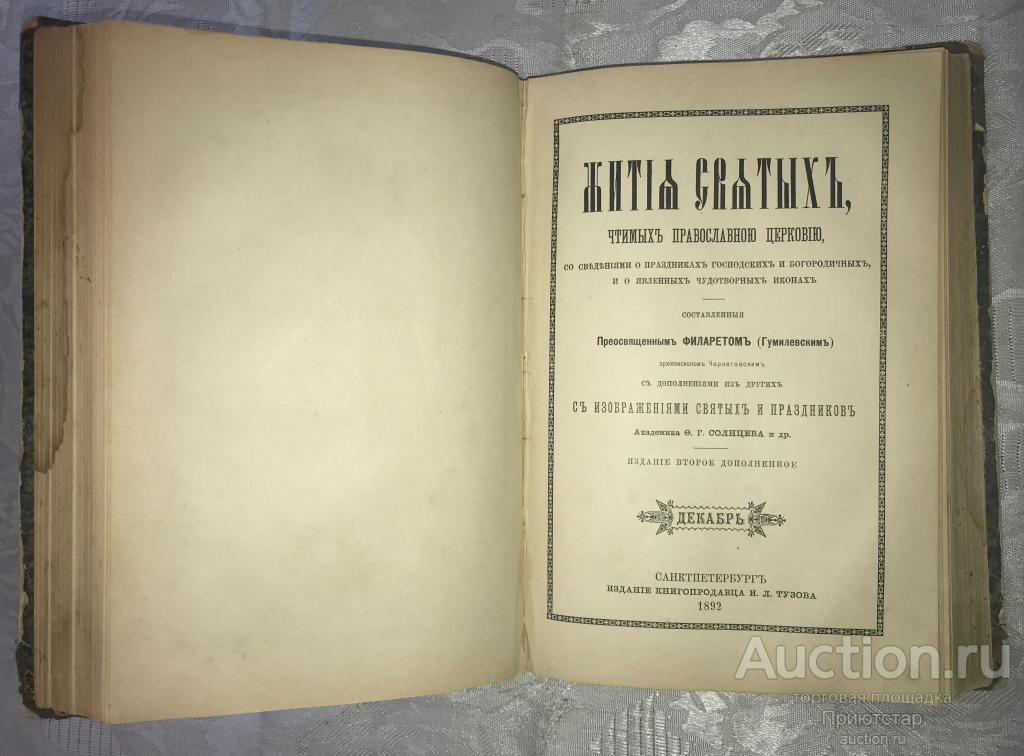 ЖИТІѦ СВѦТЫХЪ,
ЧТИМЫХЪ ПРАВОСЛАВНОЮ ЦЕРКОВІЮ,
СО СВѢДѢНІЯМИ О ПРАЗДНИКАХЪ ГОСПОДСКИХЪ И БОГОРОДИЧНЫХЪ,
И О ЯВЛЕННЫХЪ ЧУДОТВОРНЫХЪ ИКОНАХЪ
СОСТАВЛЕННЫЯ
Преосвященнымъ ФИЛАРЕТОМЪ (Гумилевскимъ)
архіепископомъ Черниговскимъ
СЪ ДОПОЛНЕНІЯМИ ИЗЪ ДРУГИХЪ
СЪ ИЗОБРАЖЕНІЯМИ СВЯТЫХЪ И ПРАЗДНИКОВЪ
Академика Ѳ. Г. СОЛНЦЕВА и др.
ИЗДАНІЕ ВТОРОЕ ДОПОЛНЕННОЕ
ДЕКАБРЬ
САНКТПЕТЕРБУРГЪ
ИЗДАНІЕ КНИГОПРОДАВЦА И. Л. ТУЗОВА
1892
Auction.ru
торговая площадка
Приютстар
auction.ru